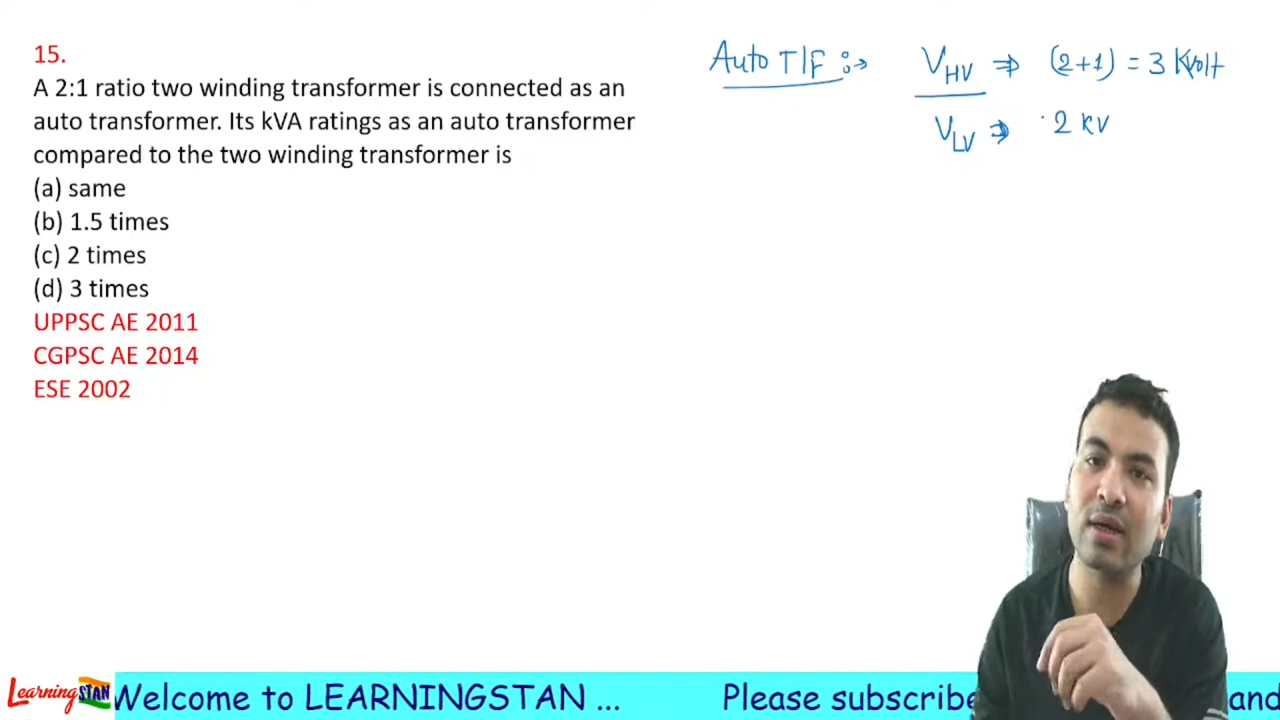 15.
A 2:1 ratio two winding transformer is connected as an
auto transformer. Its kVA ratings as an auto transformer
compared to the two winding transformer is
(a) same
(b) 1.5 times
(c) 2 times
(d) 3 times
UPPSC AE 2011
CGPSC AE 2014
ESE 2002
Auto T/F :→ V_HV ⇒ (2+1) = 3 Kvolt
V_LV ⇒ 2 KV
LearningSTAN
Welcome to LEARNINGSTAN ... Please subscribe and